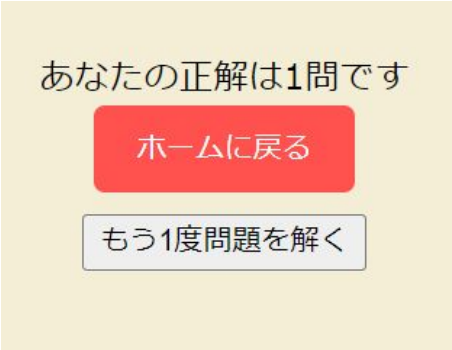 あなたの正解は1問です
ホームに戻る
もう1度問題を解く